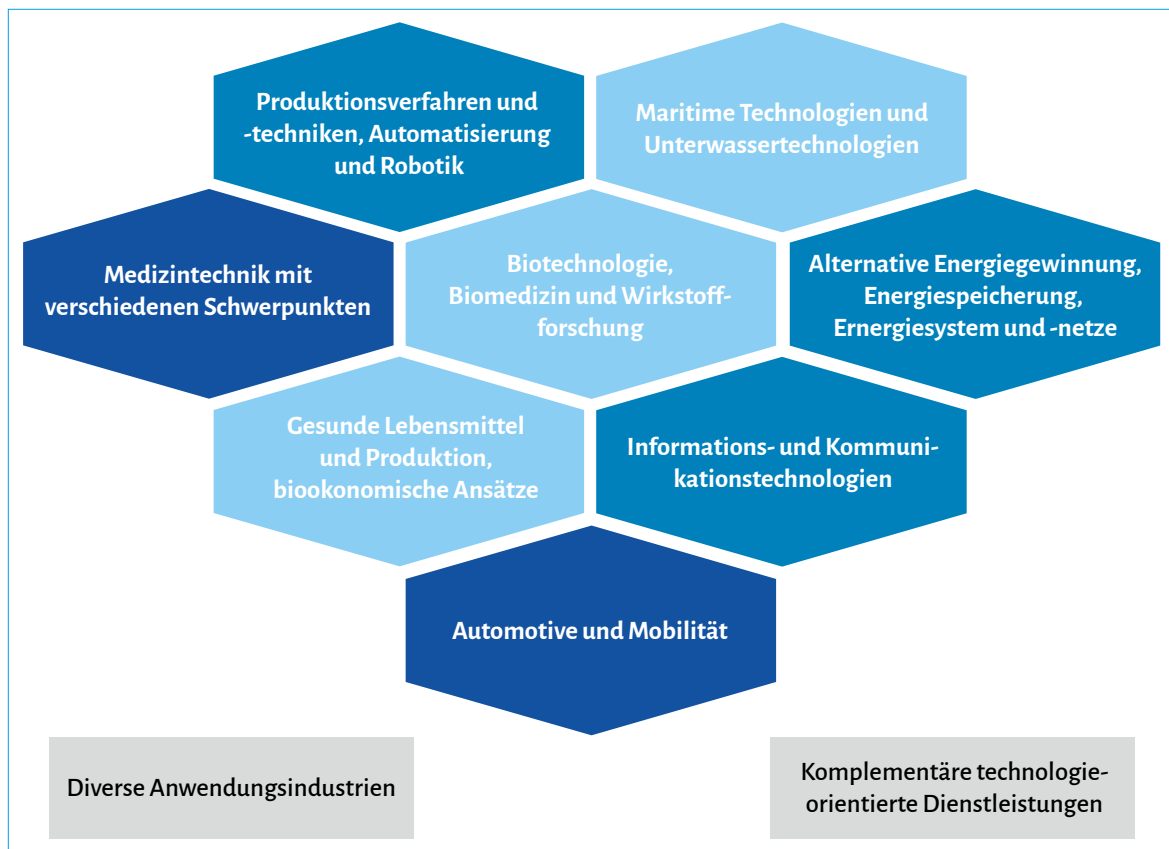 Produktionsverfahren und
-techniken, Automatisierung
und Robotik
Maritime Technologien und
Unterwassertechnologien
Medizintechnik mit
verschiedenen Schwerpunkten
Biotechnologie,
Biomedizin und Wirkstoff-
forschung
Alternative Energiegewinnung,
Energiespeicherung,
Ernergiesystem und -netze
Gesunde Lebensmittel
und Produktion,
biookonomische Ansätze
Informations- und Kommuni-
kationstechnologien
Automotive und Mobilität
Diverse Anwendungsindustrien
Komplementäre technologie-
orientierte Dienstleistungen